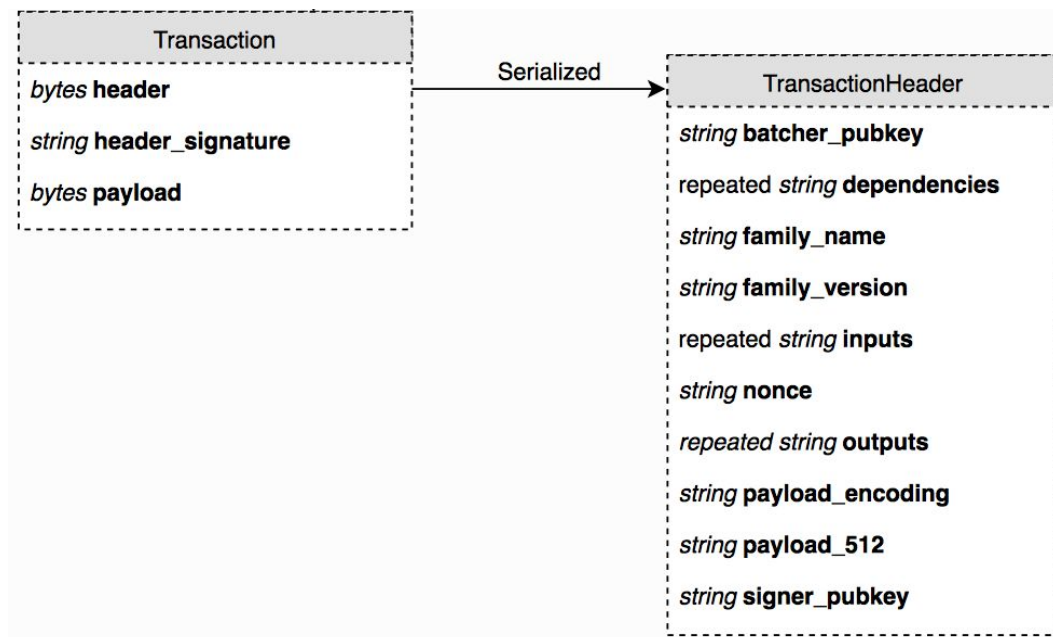 Transaction
bytes header
string header_signature
bytes payload
Serialized
TransactionHeader
string batcher_pubkey
repeated string dependencies
string family_name
string family_version
repeated string inputs
string nonce
repeated string outputs
string payload_encoding
string payload_512
string signer_pubkey